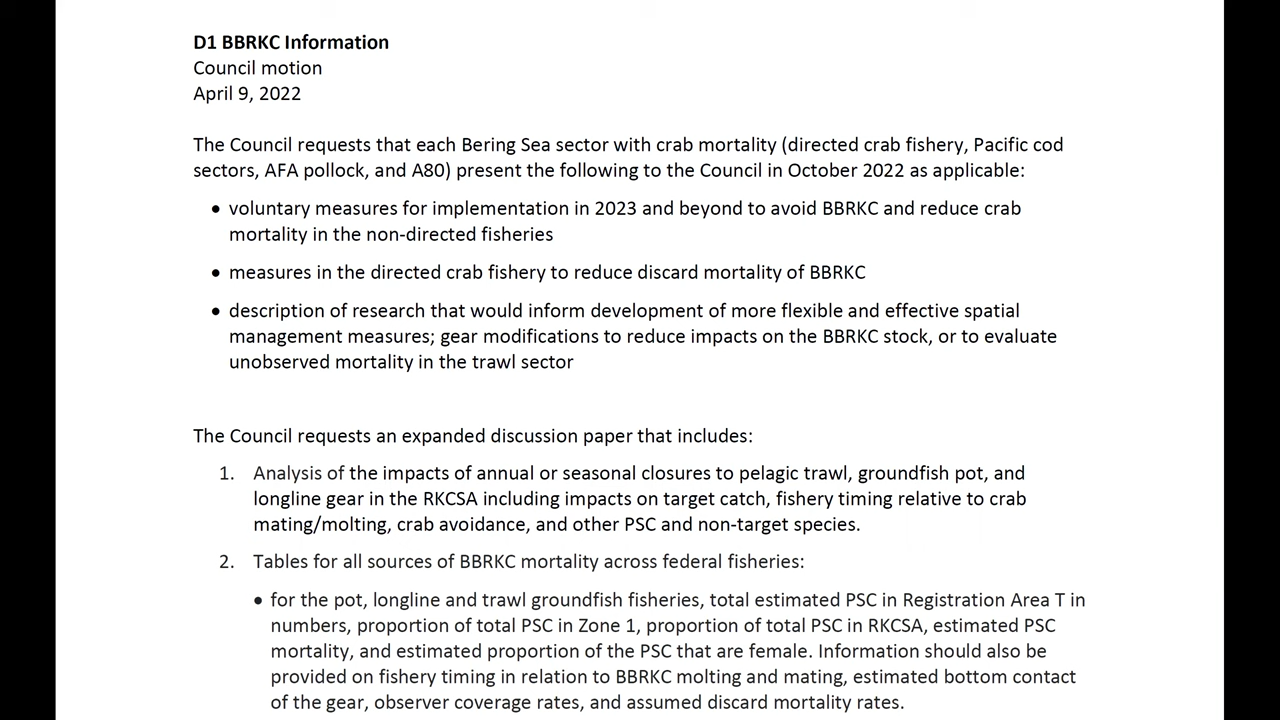 D1 BBRKC Information
Council motion
April 9, 2022
The Council requests that each Bering Sea sector with crab mortality (directed crab fishery, Pacific cod
sectors, AFA pollock, and A80) present the following to the Council in October 2022 as applicable:
• voluntary measures for implementation in 2023 and beyond to avoid BBRKC and reduce crab
mortality in the non-directed fisheries
• measures in the directed crab fishery to reduce discard mortality of BBRKC
• description of research that would inform development of more flexible and effective spatial
management measures; gear modifications to reduce impacts on the BBRKC stock, or to evaluate
unobserved mortality in the trawl sector
The Council requests an expanded discussion paper that includes:
1. Analysis of the impacts of annual or seasonal closures to pelagic trawl, groundfish pot, and
longline gear in the RKCSA including impacts on target catch, fishery timing relative to crab
mating/molting, crab avoidance, and other PSC and non-target species.
2. Tables for all sources of BBRKC mortality across federal fisheries:
• for the pot, longline and trawl groundfish fisheries, total estimated PSC in Registration Area T in
numbers, proportion of total PSC in Zone 1, proportion of total PSC in RKCSA, estimated PSC
mortality, and estimated proportion of the PSC that are female. Information should also be
provided on fishery timing in relation to BBRKC molting and mating, estimated bottom contact
of the gear, observer coverage rates, and assumed discard mortality rates.